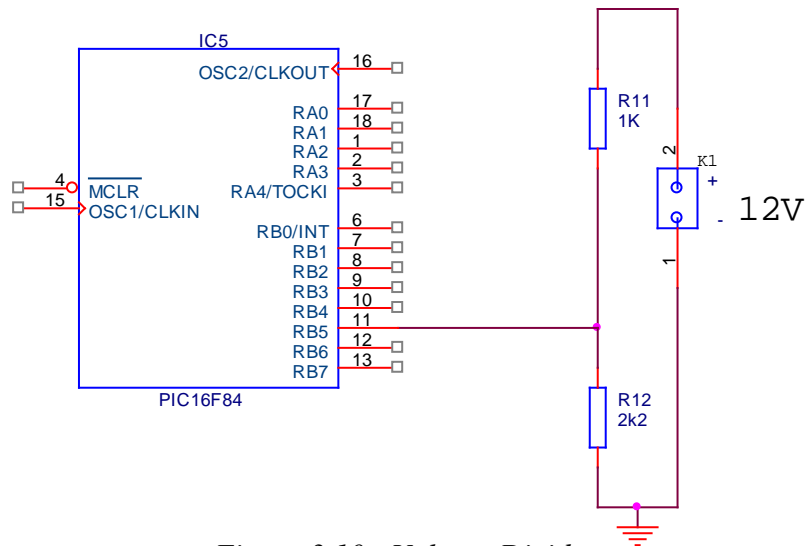 IC5
OSC2/CLKOUT 16
RA0 17
RA1 18
RA2 1
RA3 2
RA4/TOCKI 3
4 MCLR
15 OSC1/CLKIN
RB0/INT 6
RB1 7
RB2 8
RB3 9
RB4 10
RB5 11
RB6 12
RB7 13
PIC16F84
R11
1K
2
K1
+
-
12V
1
R12
2k2